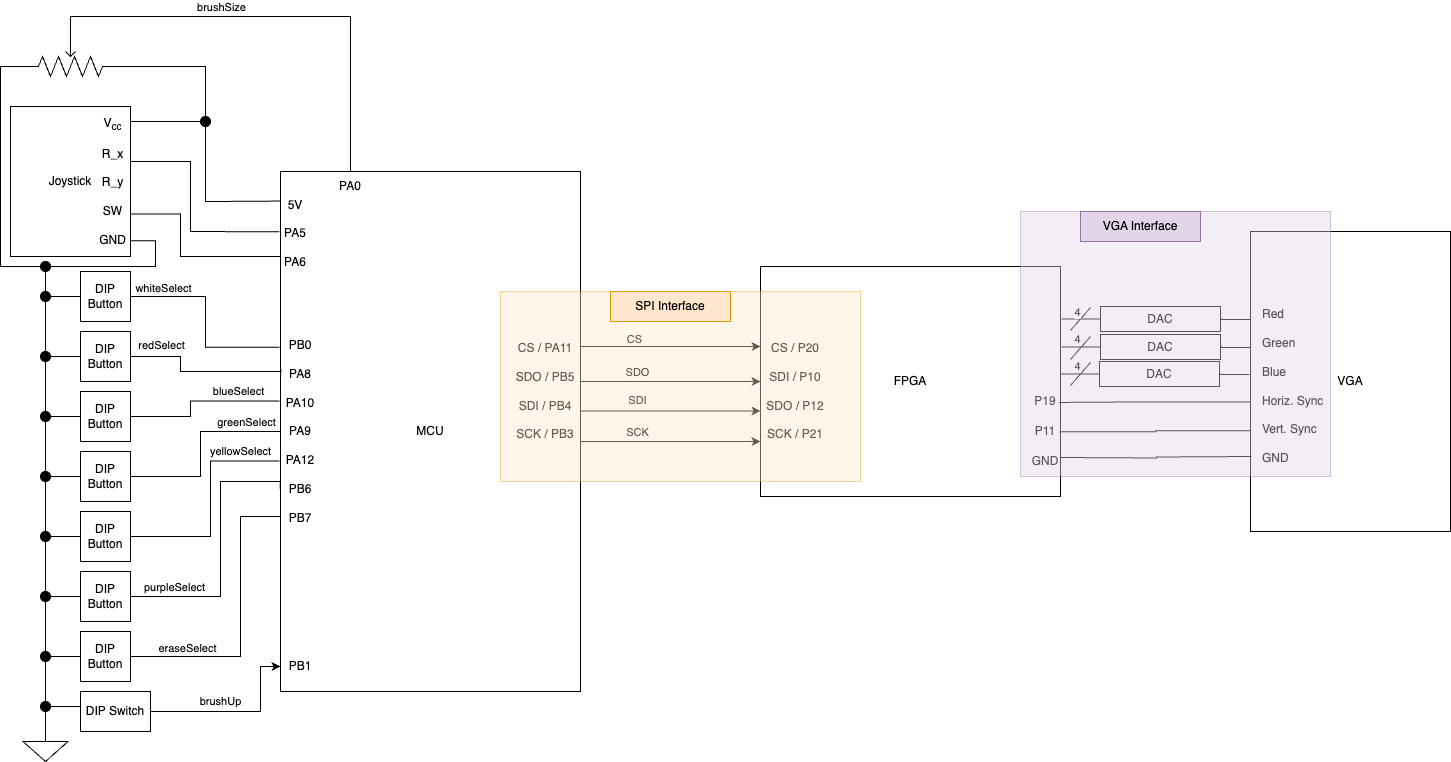 brushSize
Vcc
R_x
Joystick R_y
SW
GND
PA0
5V
PA5
PA6
DIP
Button
whiteSelect
PB0
DIP
Button
redSelect
PA8
DIP
Button
blueSelect
PA10
DIP
Button
greenSelect
PA9
yellowSelect
PA12
DIP
Button
PB6
DIP
Button
purpleSelect
PB7
DIP
Button
eraseSelect
PB1
DIP Switch
brushUp
MCU
SPI Interface
CS / PA11
CS
CS / P20
SDO / PB5
SDO
SDI / P10
SDI / PB4
SDI
SDO / P12
SCK / PB3
SCK
SCK / P21
FPGA
VGA Interface
4
DAC
Red
4
DAC
Green
4
DAC
Blue
P19
Horiz. Sync
P11
Vert. Sync
GND
GND
VGA